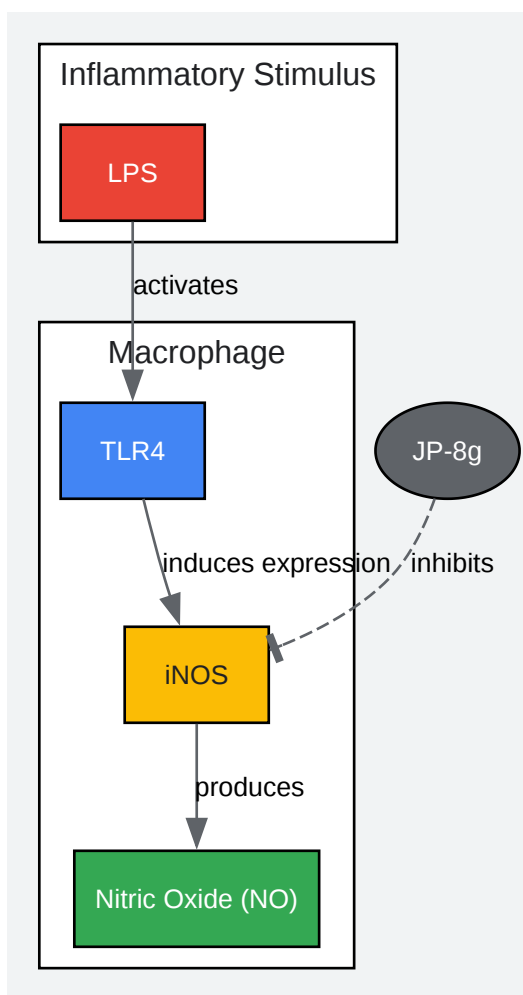 Inflammatory Stimulus
LPS
activates
Macrophage
TLR4
JP-8g
induces expression
inhibits
iNOS
produces
Nitric Oxide (NO)